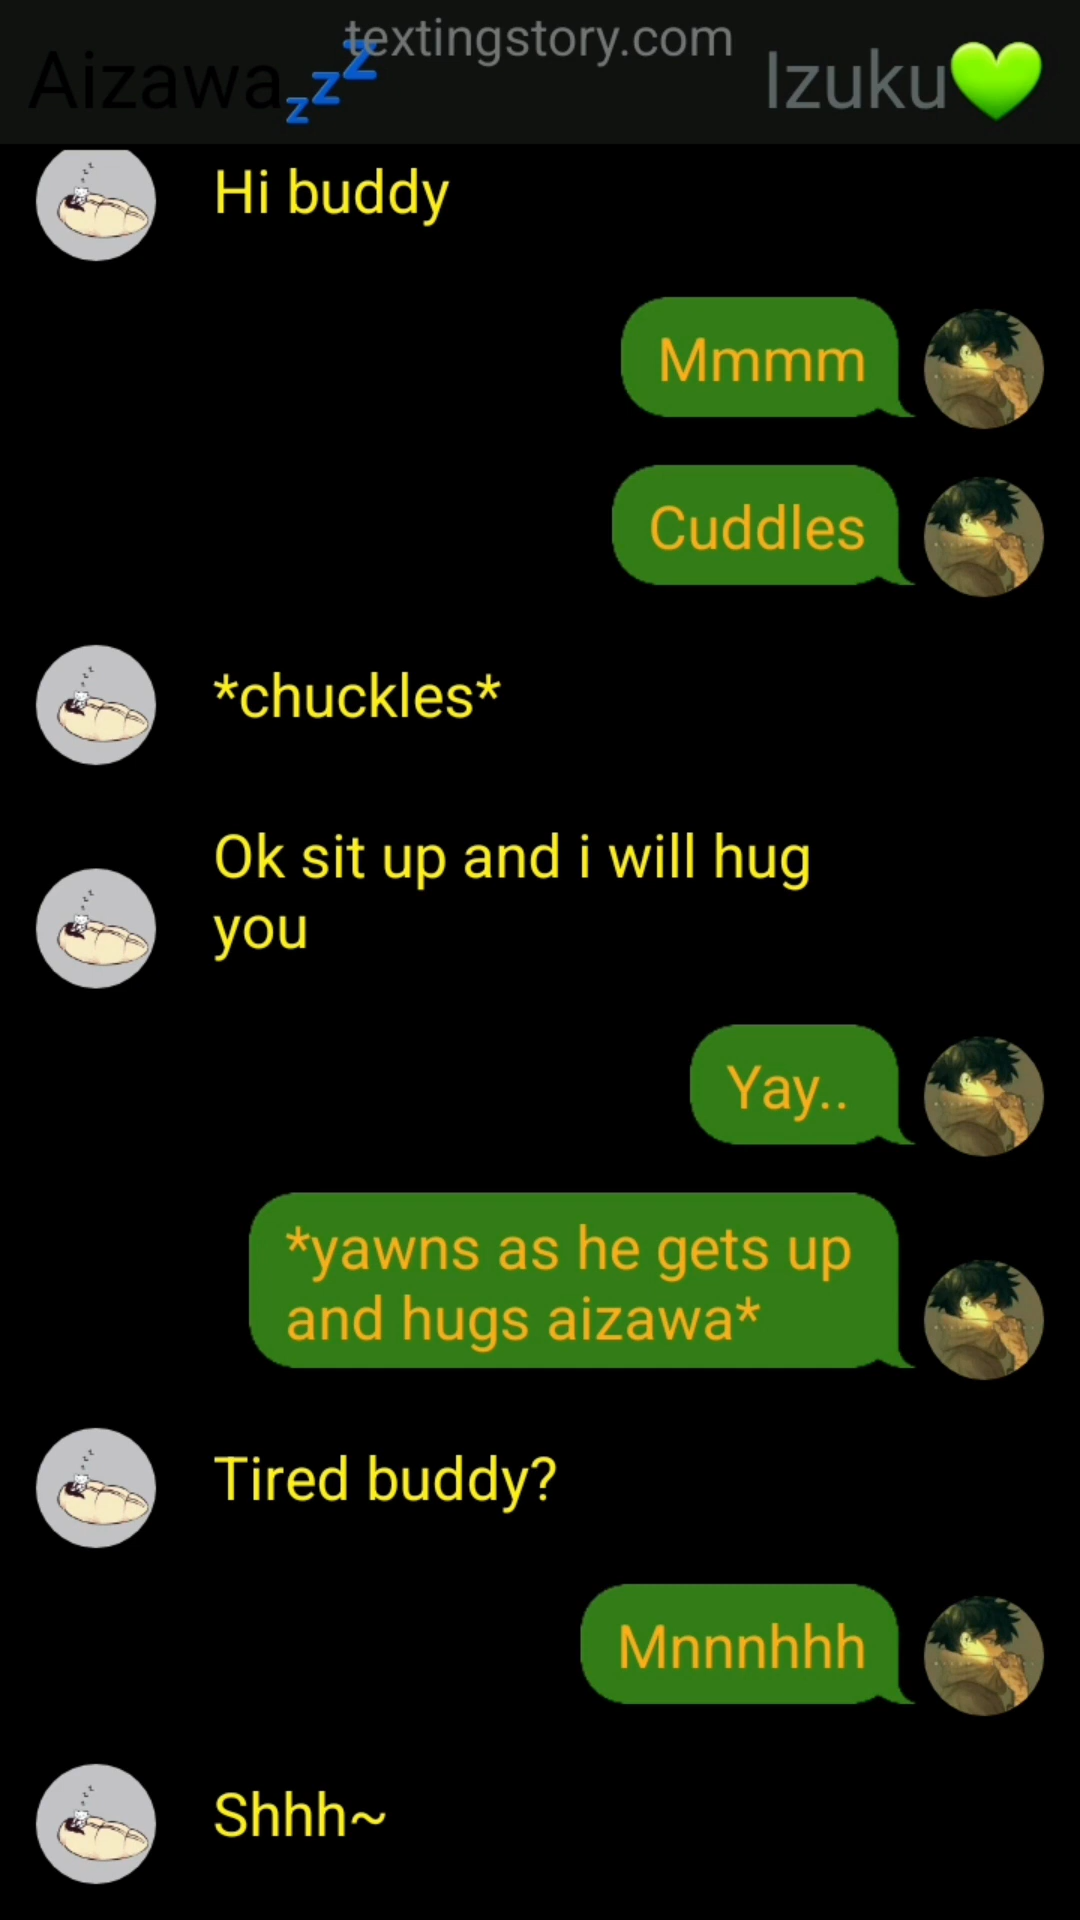 textingstory.com
Aizawa💤 Izuku💚
Hi buddy
Mmmm
Cuddles
*chuckles*
Ok sit up and i will hug
you
Yay..
*yawns as he gets up
and hugs aizawa*
Tired buddy?
Mnnnhhh
Shhh~